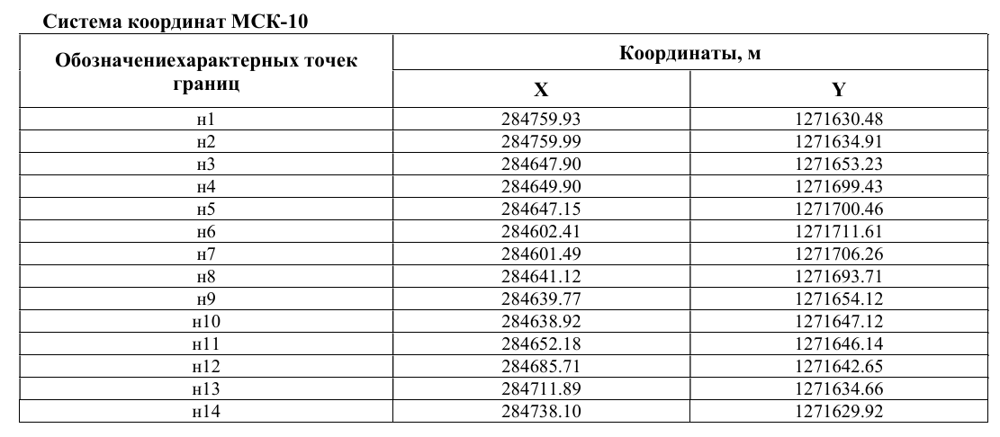 Система координат МСК-10
Обозначениехарактерных точек границ
Координаты, м
X Y
н1 284759.93 1271630.48
н2 284759.99 1271634.91
н3 284647.90 1271653.23
н4 284649.90 1271699.43
н5 284647.15 1271700.46
н6 284602.41 1271711.61
н7 284601.49 1271706.26
н8 284641.12 1271693.71
н9 284639.77 1271654.12
н10 284638.92 1271647.12
н11 284652.18 1271646.14
н12 284685.71 1271642.65
н13 284711.89 1271634.66
н14 284738.10 1271629.92